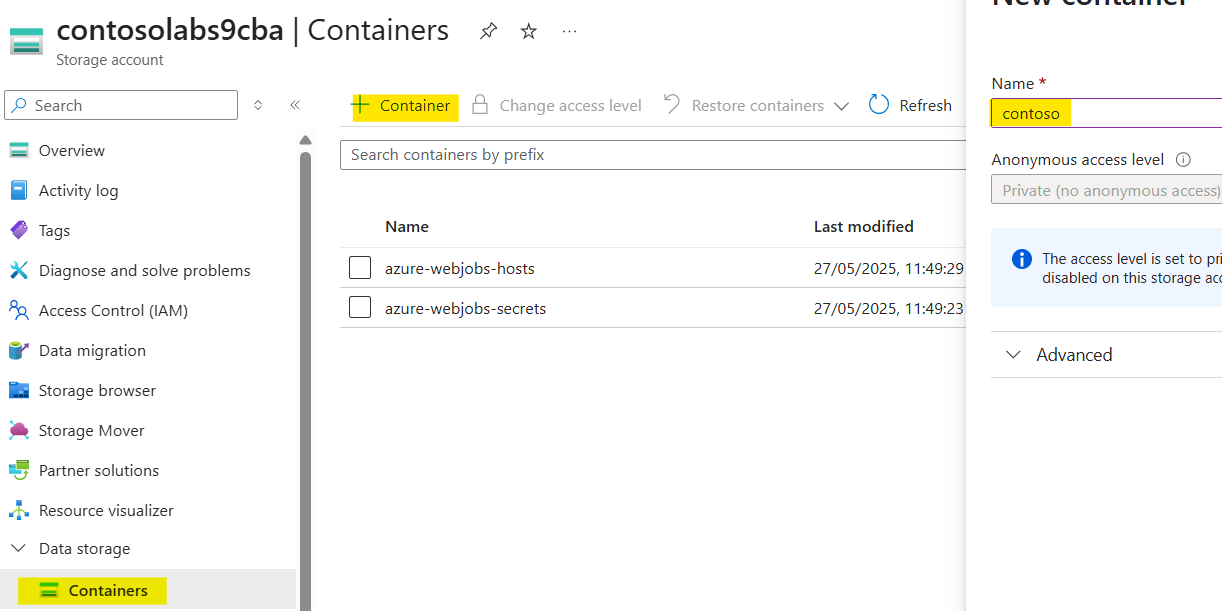 contosolabs9cba | Containers
Storage account
Search
Overview
Activity log
Tags
Diagnose and solve problems
Access Control (IAM)
Data migration
Storage browser
Storage Mover
Partner solutions
Resource visualizer
Data storage
Containers
Container
Change access level
Restore containers
Refresh
Search containers by prefix
Name Last modified
azure-webjobs-hosts 27/05/2025, 11:49:29
azure-webjobs-secrets 27/05/2025, 11:49:23
New container
Name *
contoso
Anonymous access level
Private (no anonymous access)
The access level is set to pri
disabled on this storage acc
Advanced